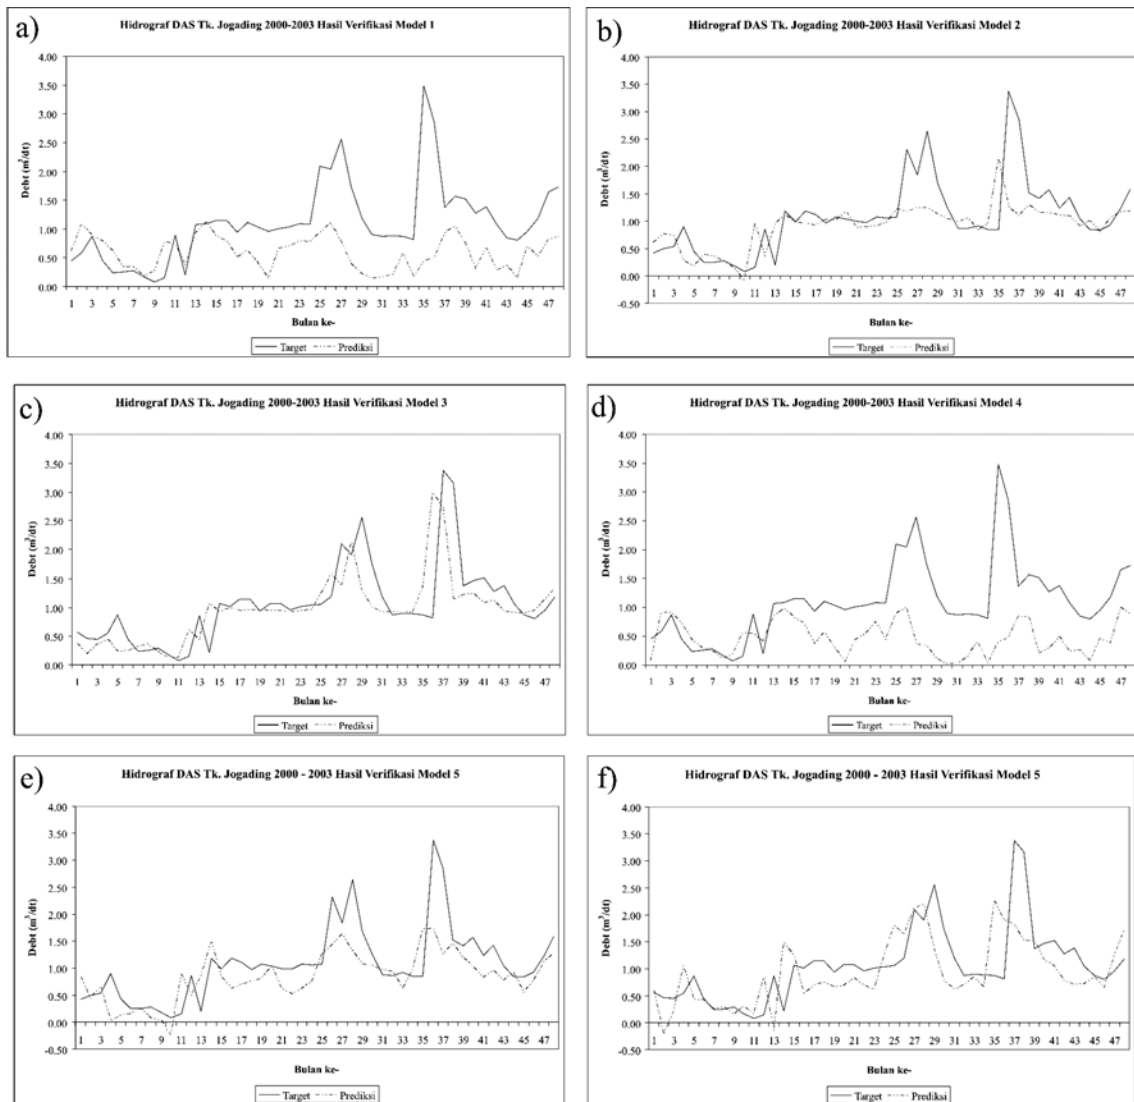 a)
Hidrograf DAS Tk. Jogading 2000-2003 Hasil Verifikasi Model 1
4.00
3.50
3.00
2.50
2.00
1.50
1.00
0.50
0.00
Debt (m³/dt)
1 3 5 7 9 11 13 15 17 19 21 23 25 27 29 31 33 35 37 39 41 43 45 47
Bulan ke-
Target Prediksi
b)
Hidrograf DAS Tk. Jogading 2000-2003 Hasil Verifikasi Model 2
4.00
3.50
3.00
2.50
2.00
1.50
1.00
0.50
0.00
-0.50
Debt (m³/dt)
1 3 5 7 9 11 13 15 17 19 21 23 25 27 29 31 33 35 37 39 41 43 45 47
Bulan ke-
Target Prediksi
c)
Hidrograf DAS Tk. Jogading 2000-2003 Hasil Verifikasi Model 3
4.00
3.50
3.00
2.50
2.00
1.50
1.00
0.50
0.00
Debt (m³/dt)
1 3 5 7 9 11 13 15 17 19 21 23 25 27 29 31 33 35 37 39 41 43 45 47
Bulan ke-
Target Prediksi
d)
Hidrograf DAS Tk. Jogading 2000-2003 Hasil Verifikasi Model 4
4.00
3.50
3.00
2.50
2.00
1.50
1.00
0.50
0.00
Debt (m³/dt)
1 3 5 7 9 11 13 15 17 19 21 23 25 27 29 31 33 35 37 39 41 43 45 47
Bulan ke-
Target Prediksi
e)
Hidrograf DAS Tk. Jogading 2000 - 2003 Hasil Verifikasi Model 5
4.00
3.50
3.00
2.50
2.00
1.50
1.00
0.50
0.00
-0.50
Debt (m³/dt)
1 3 5 7 9 11 13 15 17 19 21 23 25 27 29 31 33 35 37 39 41 43 45 47
Bulan ke-
Target Prediksi
f)
Hidrograf DAS Tk. Jogading 2000 - 2003 Hasil Verifikasi Model 5
4.00
3.50
3.00
2.50
2.00
1.50
1.00
0.50
0.00
-0.50
Debt (m³/dt)
1 3 5 7 9 11 13 15 17 19 21 23 25 27 29 31 33 35 37 39 41 43 45 47
Bulan ke-
Target Prediksi